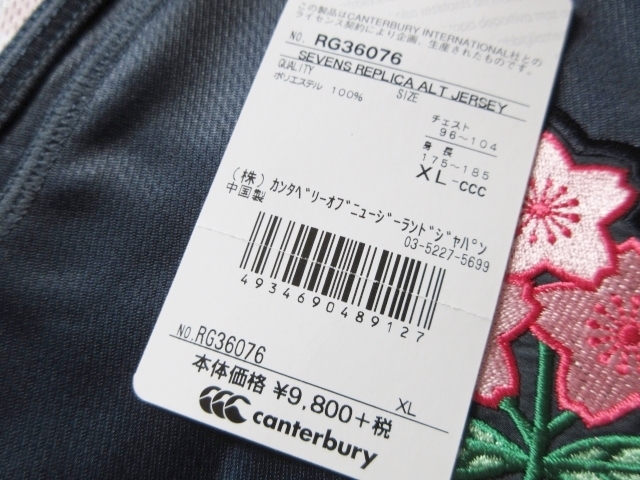 この製品はCANTERBURY INTERNATIONAL社との
ライセンス契約により企画、生産されたものです。
NO. RG36076
SEVENS REPLICA ALT JERSEY
QUALITY SIZE
ポリエステル 100%
チェスト
96-104
身 長
175-185
XL-CCC
(株) カンタベリーオブニュージーランドジャパン
中国製
03-5227-5699
4934690489127
NO.RG36076
XL
本体価格 ¥9,800+税
canterbury